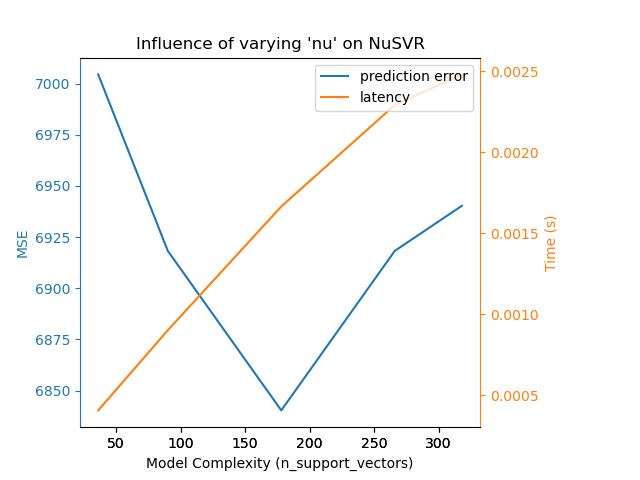 Influence of varying 'nu' on NuSVR
prediction error
latency
7000
6975
6950
6925
6900
6875
6850
MSE
0.0025
0.0020
0.0015
0.0010
0.0005
Time (s)
50 100 150 200 250 300
Model Complexity (n_support_vectors)